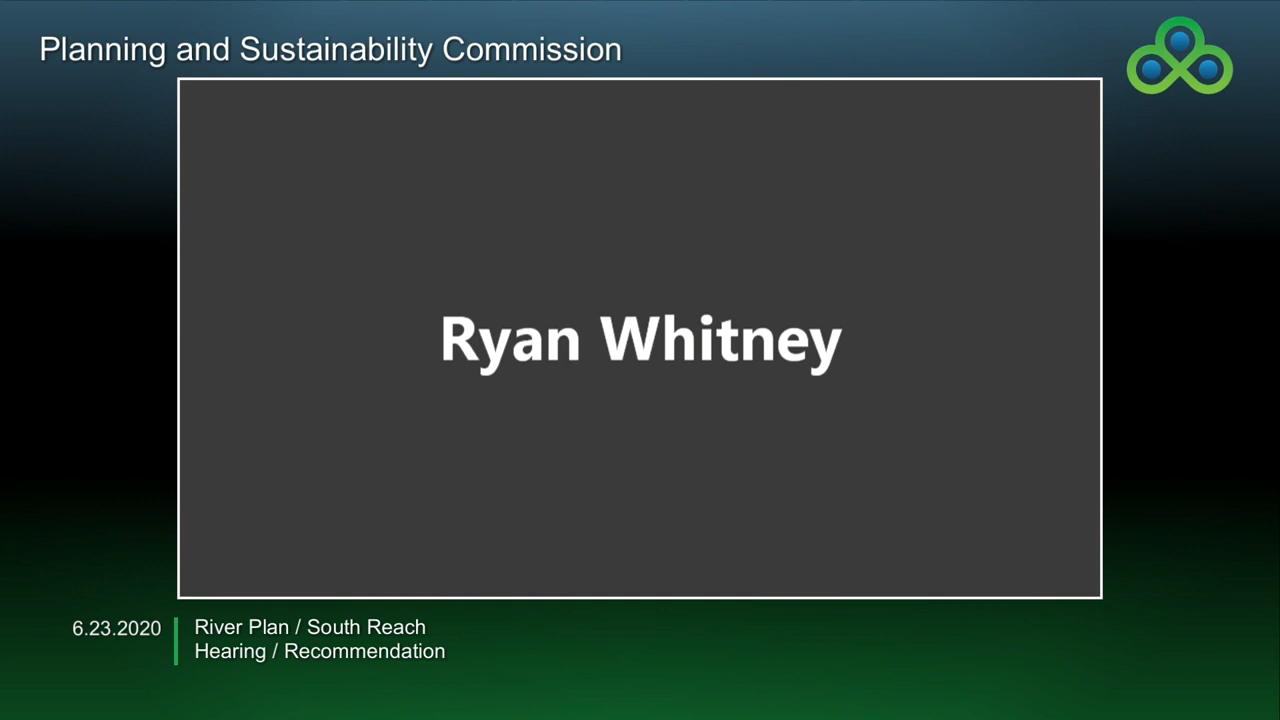 Planning and Sustainability Commission
Ryan Whitney
6.23.2020
River Plan / South Reach
Hearing / Recommendation